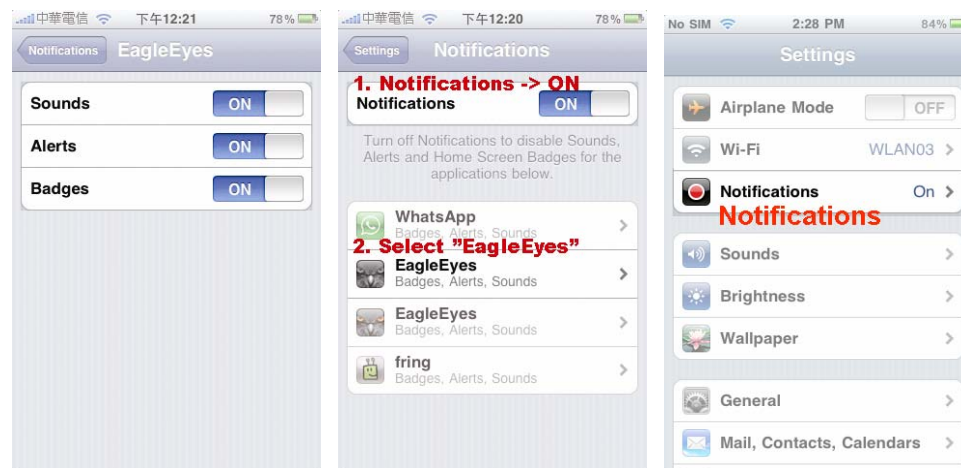 中華電信 下午12:21 78%
Notifications EagleEyes
Sounds ON
Alerts ON
Badges ON
中華電信 下午12:20 78%
Settings Notifications
1. Notifications -> ON
Notifications ON
Turn off Notifications to disable Sounds,
Alerts and Home Screen Badges for the
applications below.
WhatsApp
Badges, Alerts, Sounds
2. Select "EagleEyes"
EagleEyes
Badges, Alerts, Sounds
EagleEyes
Badges, Alerts, Sounds
fring
Badges, Alerts, Sounds
No SIM 2:28 PM 84%
Settings
Airplane Mode OFF
Wi-Fi WLAN03
Notifications On
Notifications
Sounds
Brightness
Wallpaper
General
Mail, Contacts, Calendars